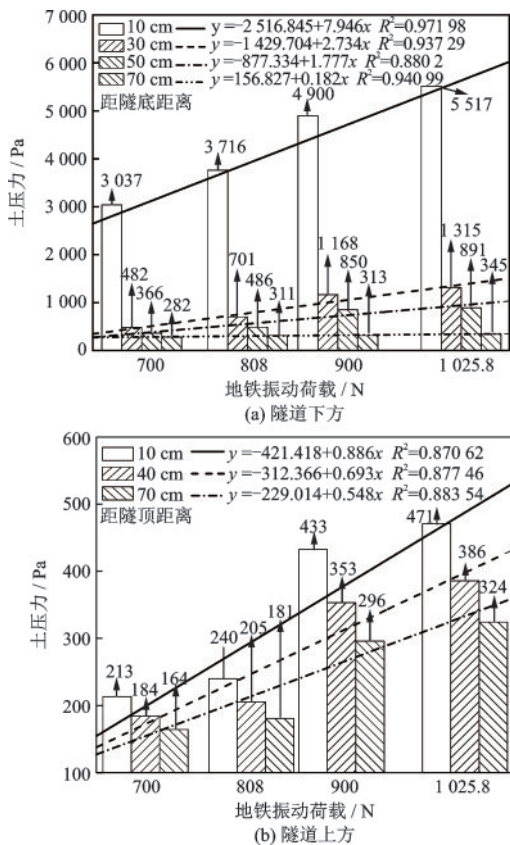 7 000
6 000
5 000
4 000
3 000
2 000
1 000
0
土压力 / Pa
10 cm y=-2 516.845+7.946x R²=0.971 98
30 cm y=-1 429.704+2.734x R²=0.937 29
50 cm y=-877.334+1.777x R²=0.880 2
70 cm y=156.827+0.182x R²=0.940 99
距隧底距离
3 037
482
366
282
3 716
701
486
311
4 900
1 168
850
313
5 517
1 315
891
345
700 808 900 1 025.8
地铁振动荷载 / N
(a) 隧道下方
600
500
400
300
200
100
土压力 / Pa
10 cm y=-421.418+0.886x R²=0.870 62
40 cm y=-312.366+0.693x R²=0.877 46
70 cm y=-229.014+0.548x R²=0.883 54
距隧顶距离
213
184
164
240
205
181
433
353
296
471
386
324
700 808 900 1 025.8
地铁振动荷载 / N
(b) 隧道上方